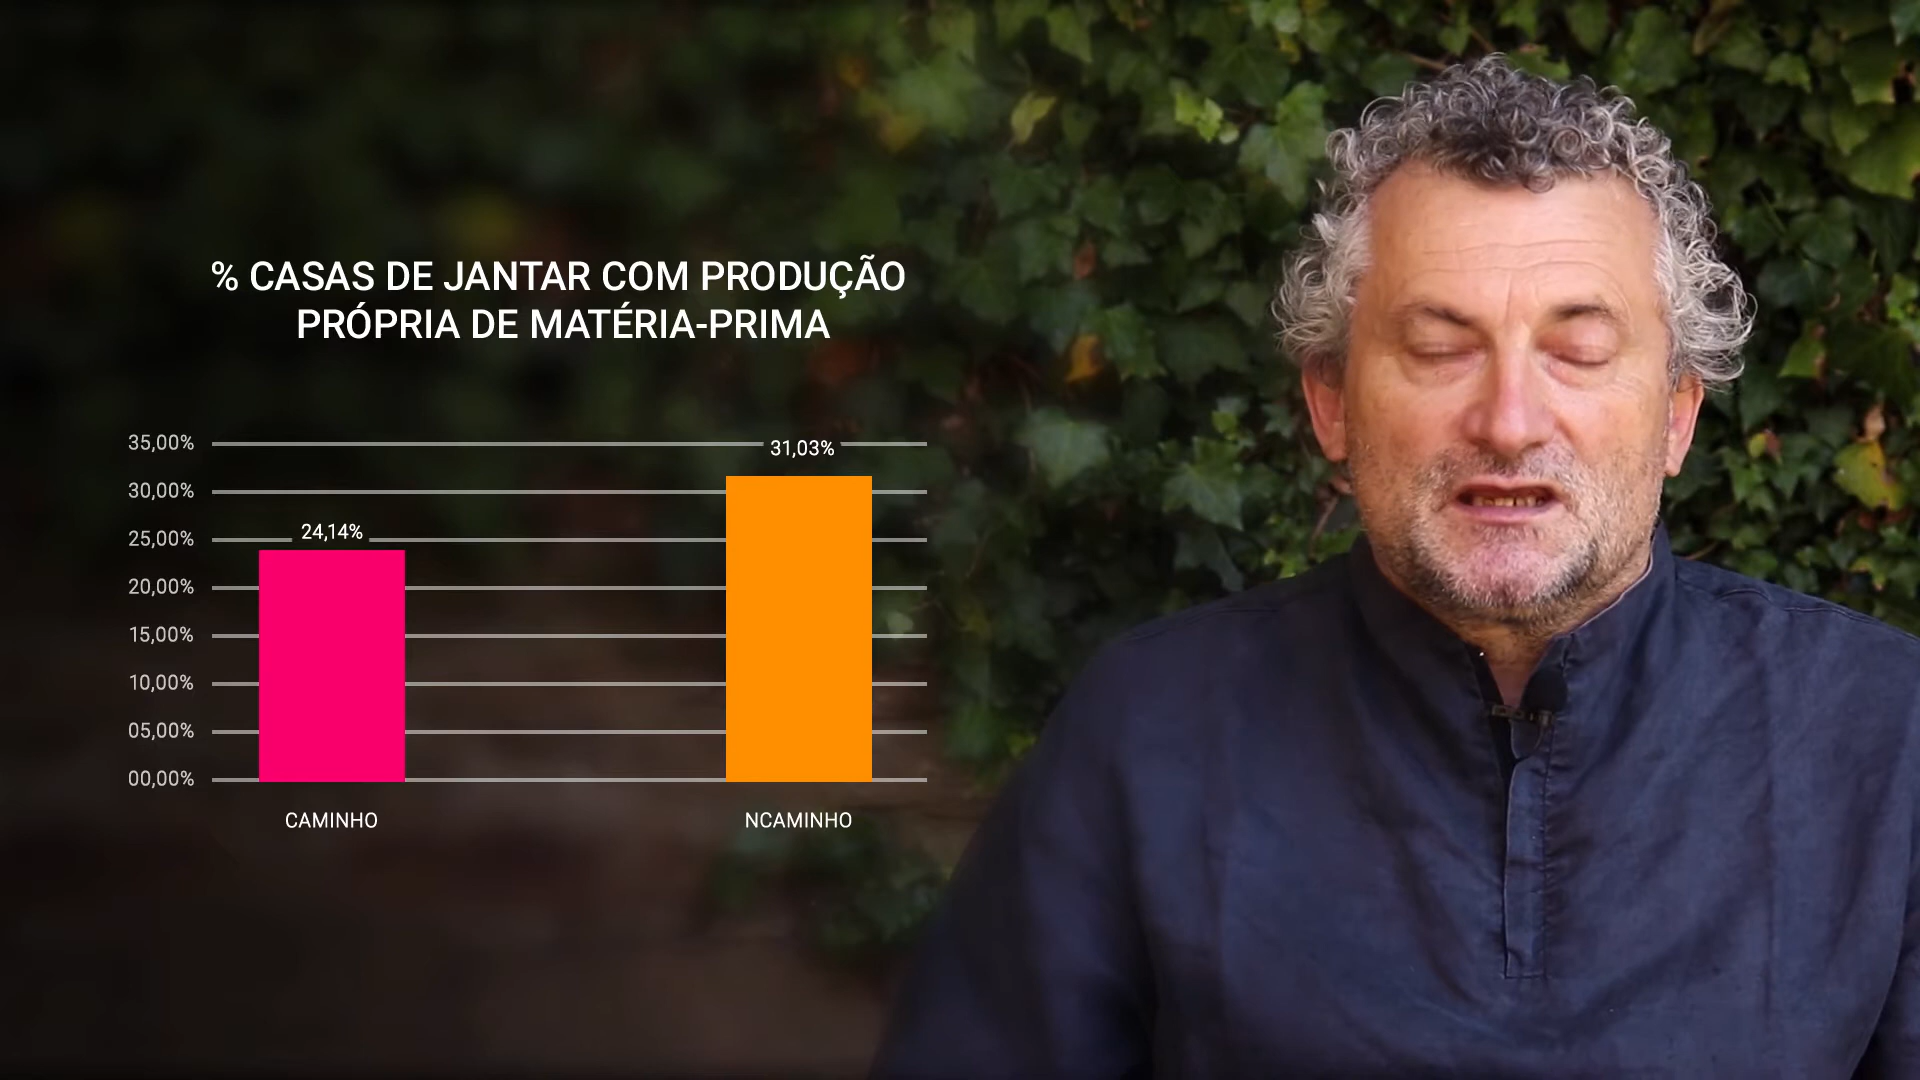 % CASAS DE JANTAR COM PRODUÇÃO
PRÓPRIA DE MATÉRIA-PRIMA
35,00%
31,03%
30,00%
24,14%
25,00%
20,00%
15,00%
10,00%
05,00%
00,00%
CAMINHO
NCAMINHO